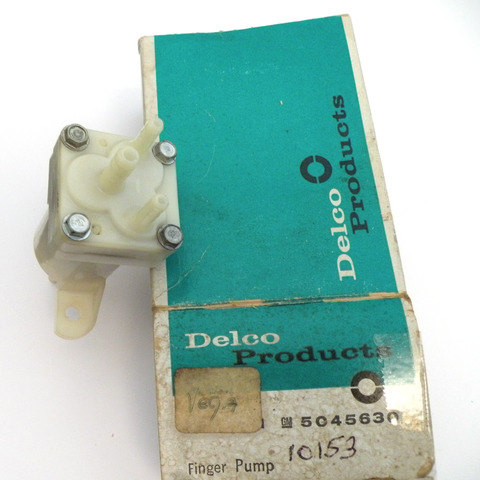 Delco
Products
Delco
Products
GM 5045630
10153
Finger Pump